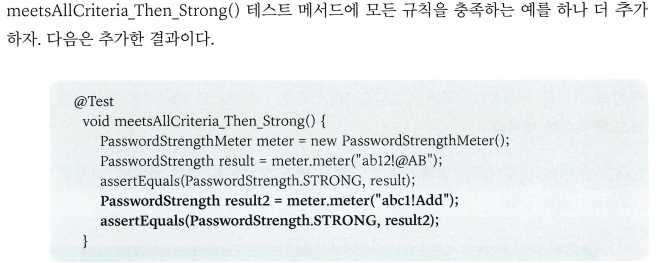 meetsAllCriteria_Then_Strong() 테스트 메서드에 모든 규칙을 충족하는 예를 하나 더 추가
하자. 다음은 추가한 결과이다.
@Test
void meetsAllCriteria_Then_Strong() {
PasswordStrengthMeter meter = new PasswordStrengthMeter();
PasswordStrength result = meter.meter("ab12!@AB");
assertEquals(PasswordStrength.STRONG, result);
PasswordStrength result2 = meter.meter("abc1!Add");
assertEquals(PasswordStrength.STRONG, result2);
}